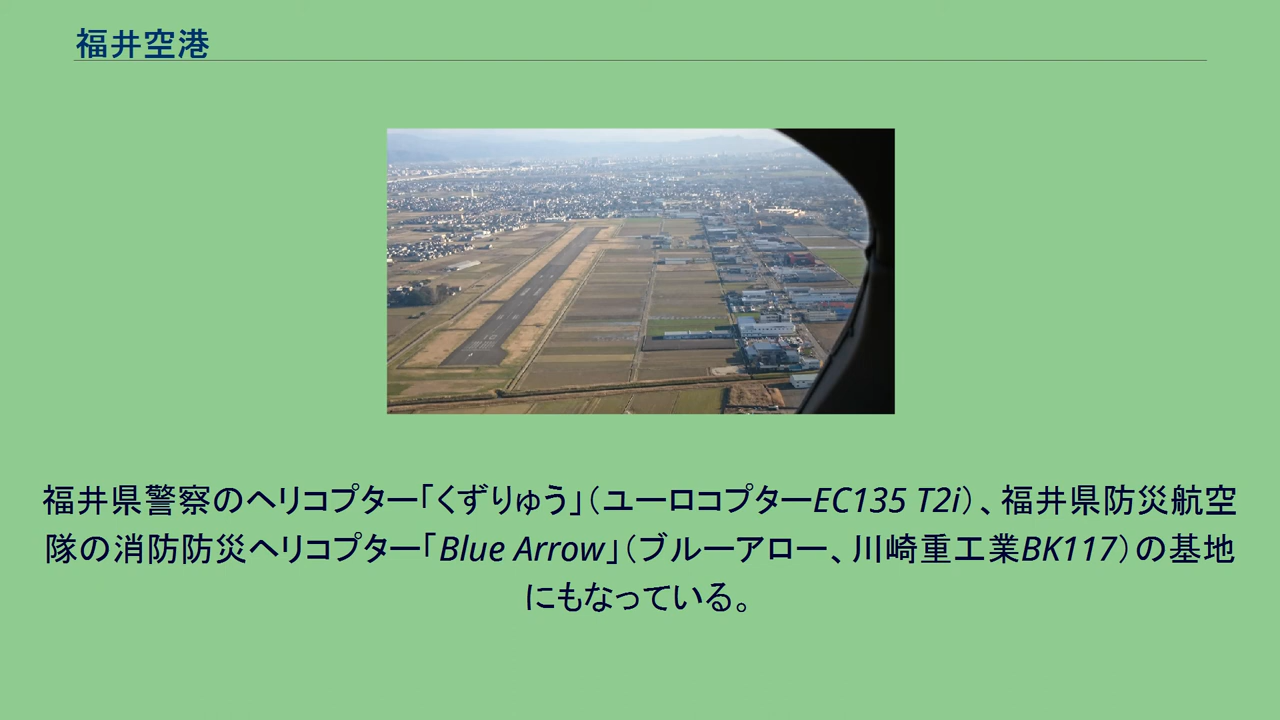 福井空港
福井県警察のヘリコプター「くずりゅう」（ユーロコプターEC135 T2i）、福井県防災航空
隊の消防防災ヘリコプター「Blue Arrow」（ブルーアロー、川崎重工業BK117）の基地
にもなっている。